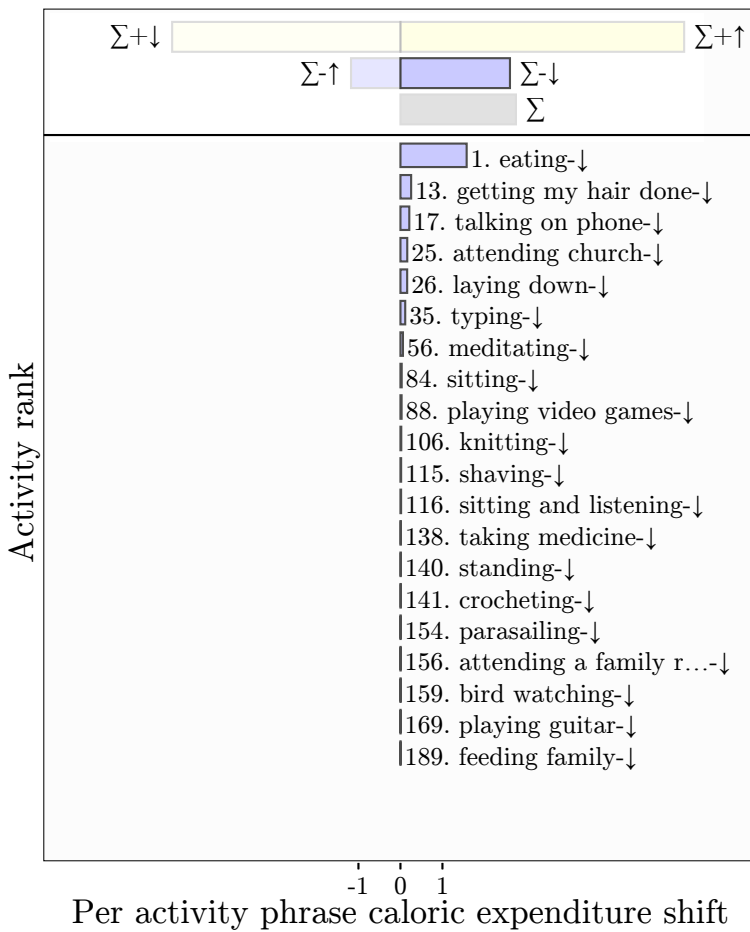 ∑+↓ ∑+↑
∑-↑ ∑-↓
∑
1. eating-↓
13. getting my hair done-↓
17. talking on phone-↓
25. attending church-↓
26. laying down-↓
35. typing-↓
56. meditating-↓
84. sitting-↓
88. playing video games-↓
106. knitting-↓
115. shaving-↓
116. sitting and listening-↓
138. taking medicine-↓
140. standing-↓
141. crocheting-↓
154. parasailing-↓
156. attending a family r...-↓
159. bird watching-↓
169. playing guitar-↓
189. feeding family-↓
Activity rank
-1 0 1
Per activity phrase caloric expenditure shift